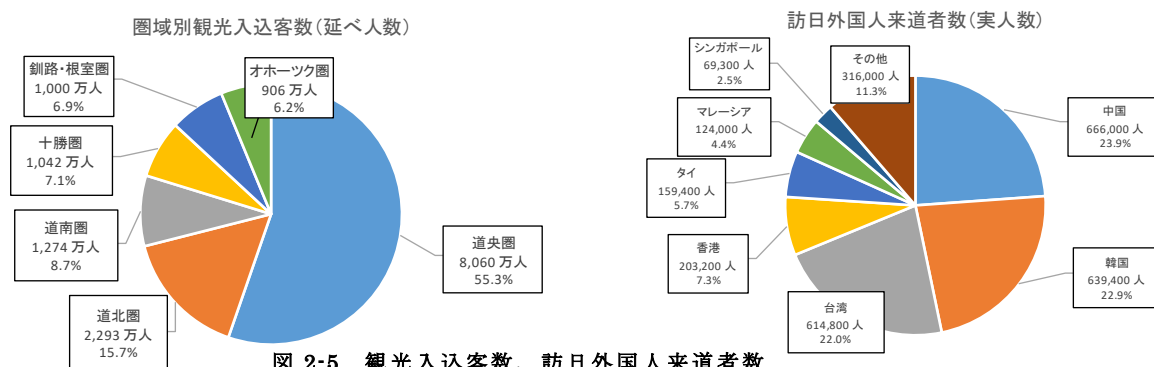 圏域別観光入込客数(延べ人数)
釧路・根室圏
1,000 万人
6.9%
オホーツク圏
906 万人
6.2%
十勝圏
1,042 万人
7.1%
道南圏
1,274 万人
8.7%
道北圏
2,293 万人
15.7%
道央圏
8,060 万人
55.3%
訪日外国人来道者数(実人数)
シンガポール
69,300 人
2.5%
その他
316,000 人
11.3%
マレーシア
124,000 人
4.4%
タイ
159,400 人
5.7%
香港
203,200 人
7.3%
台湾
614,800 人
22.0%
中国
666,000 人
23.9%
韓国
639,400 人
22.9%
図 2-5 観光入込客数、訪日外国人来道者数